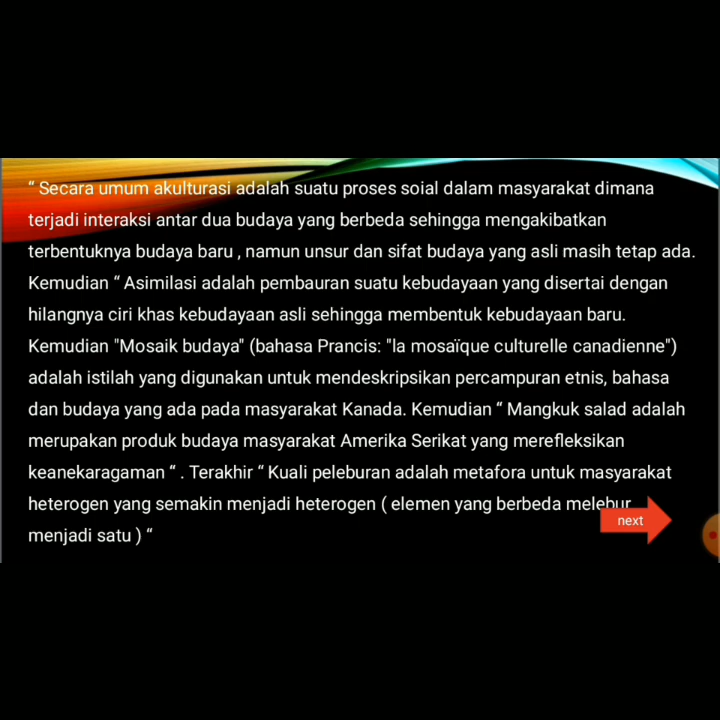 “ Secara umum akulturasi adalah suatu proses soial dalam masyarakat dimana
terjadi interaksi antar dua budaya yang berbeda sehingga mengakibatkan
terbentuknya budaya baru , namun unsur dan sifat budaya yang asli masih tetap ada.
Kemudian “ Asimilasi adalah pembauran suatu kebudayaan yang disertai dengan
hilangnya ciri khas kebudayaan asli sehingga membentuk kebudayaan baru.
Kemudian "Mosaik budaya" (bahasa Prancis: "la mosaïque culturelle canadienne")
adalah istilah yang digunakan untuk mendeskripsikan percampuran etnis, bahasa
dan budaya yang ada pada masyarakat Kanada. Kemudian “ Mangkuk salad adalah
merupakan produk budaya masyarakat Amerika Serikat yang merefleksikan
keanekaragaman “ . Terakhir “ Kuali peleburan adalah metafora untuk masyarakat
heterogen yang semakin menjadi heterogen ( elemen yang berbeda melebur
menjadi satu ) “
next